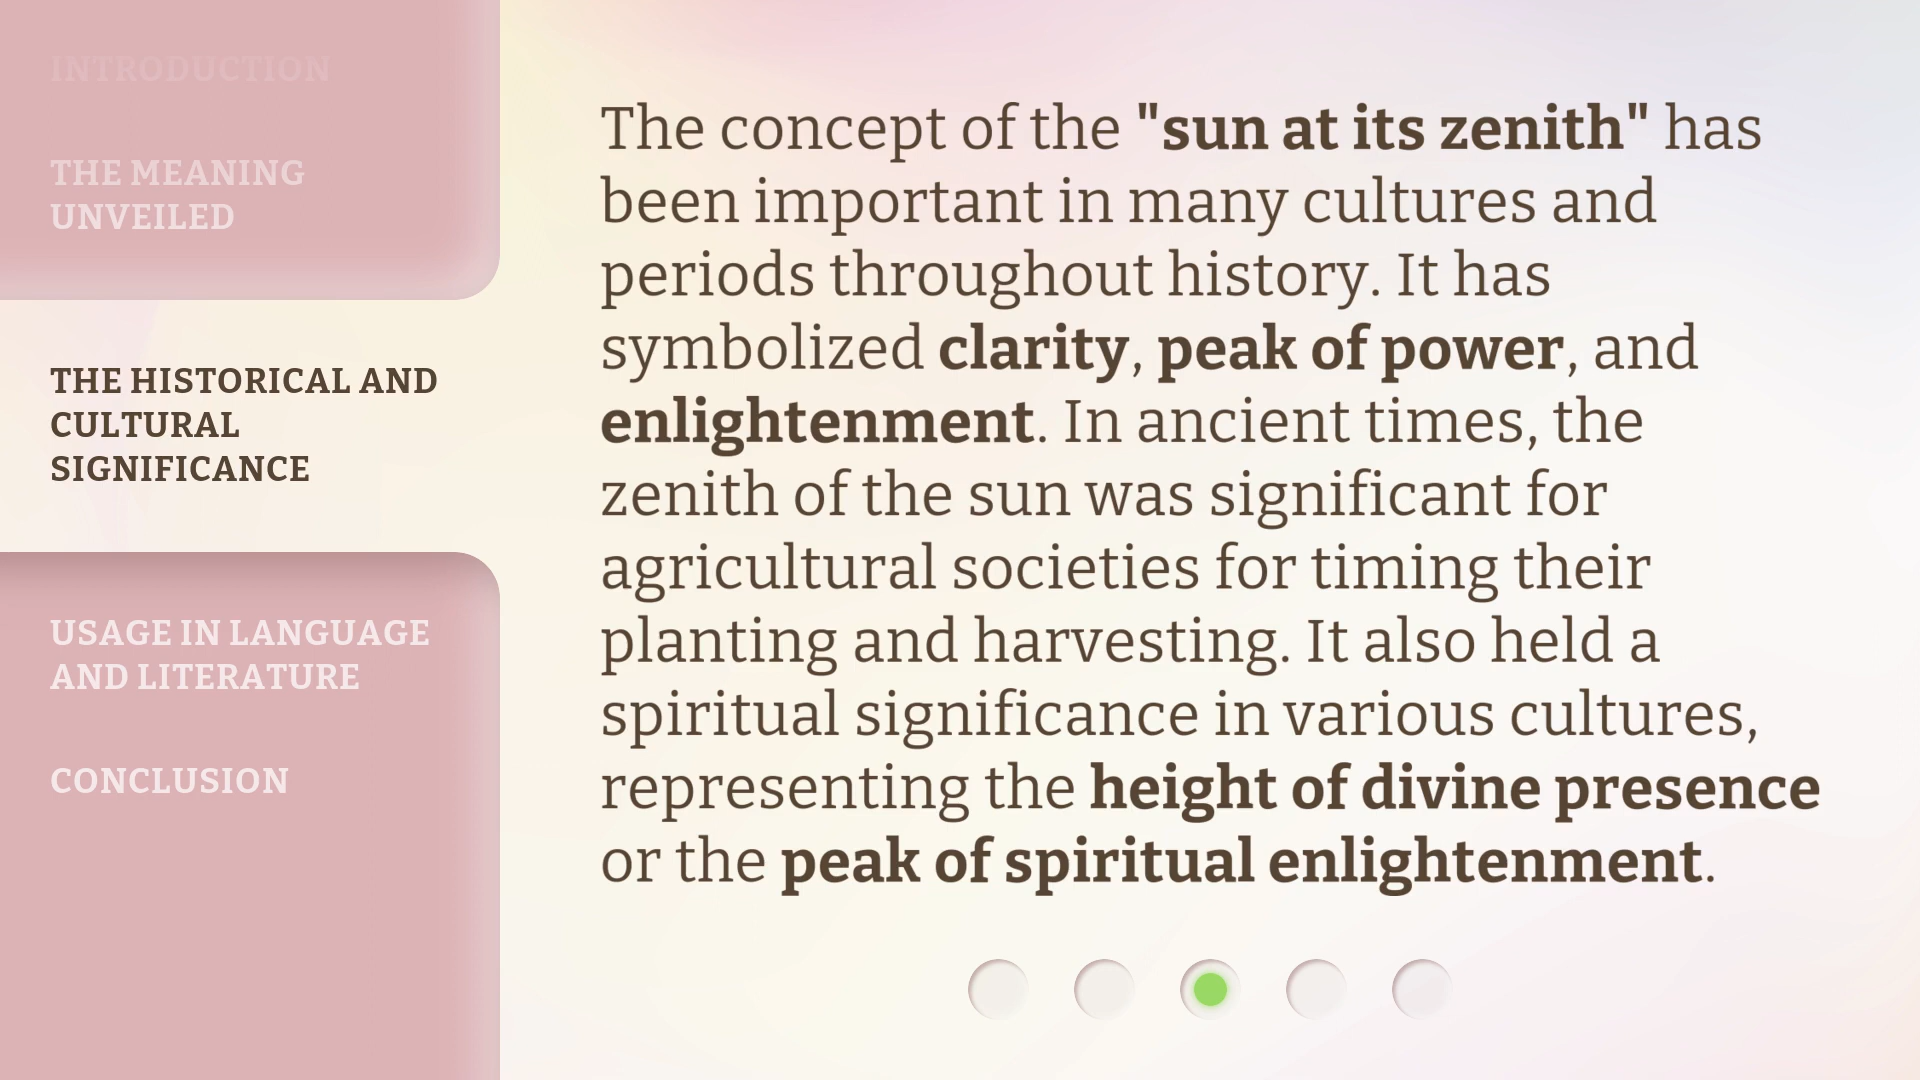 INTRODUCTION
THE MEANING
UNVEILED
THE HISTORICAL AND
CULTURAL
SIGNIFICANCE
USAGE IN LANGUAGE
AND LITERATURE
CONCLUSION
The concept of the "sun at its zenith" has
been important in many cultures and
periods throughout history. It has
symbolized clarity, peak of power, and
enlightenment. In ancient times, the
zenith of the sun was significant for
agricultural societies for timing their
planting and harvesting. It also held a
spiritual significance in various cultures,
representing the height of divine presence
or the peak of spiritual enlightenment.